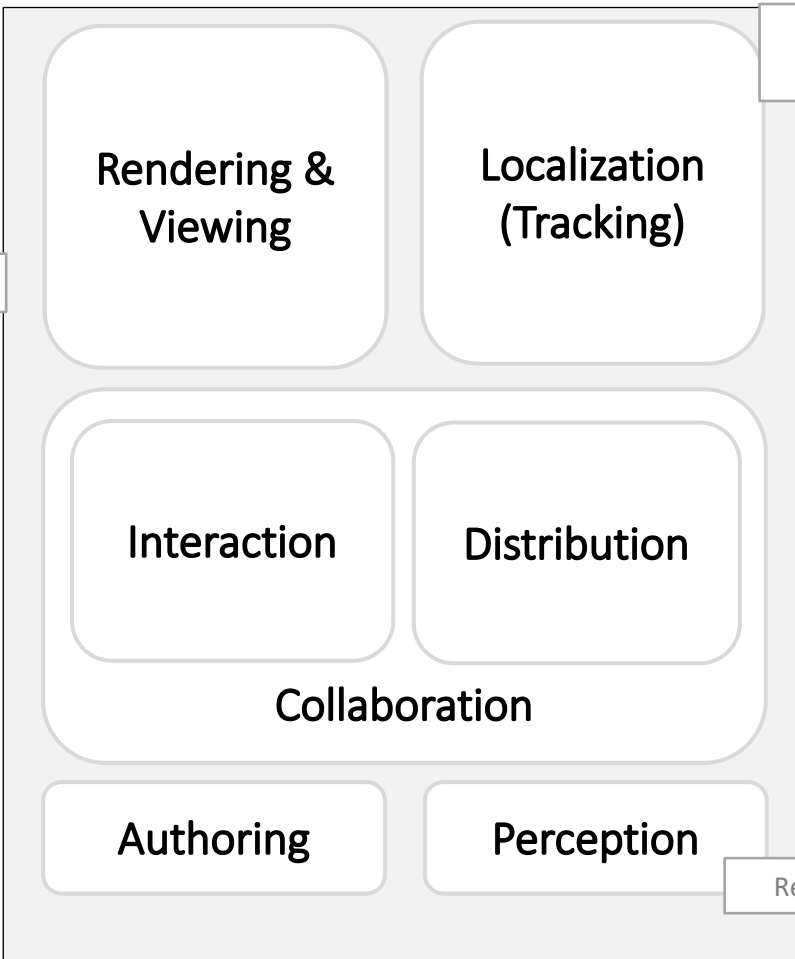 Rendering &
Viewing
Localization
(Tracking)
Interaction
Distribution
Collaboration
Authoring
Perception